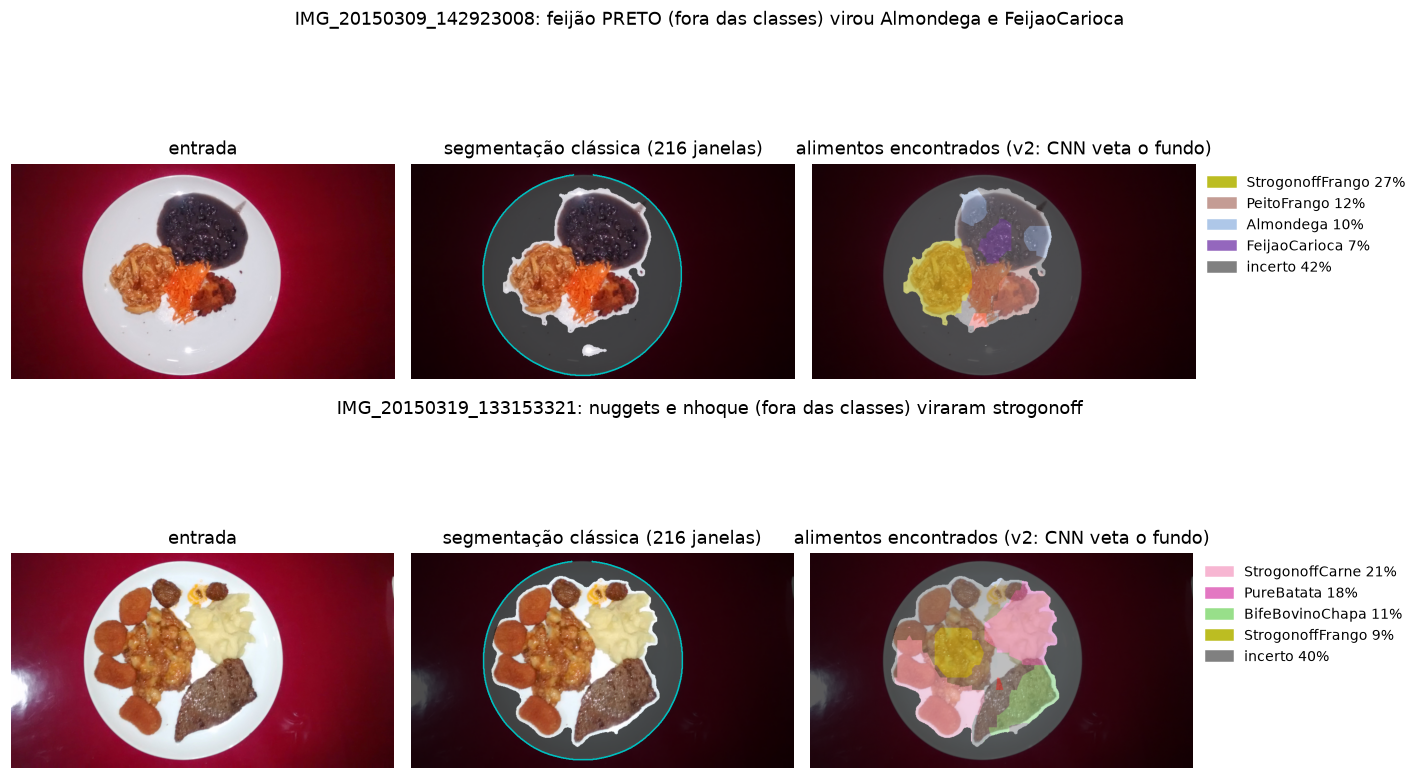 IMG_20150309_142923008: feijão PRETO (fora das classes) virou Almondega e FeijaoCarioca
entrada
segmentação clássica (216 janelas)
alimentos encontrados (v2: CNN veta o fundo)
StrogonoffFrango 27%
PeitoFrango 12%
Almondega 10%
FeijaoCarioca 7%
incerto 42%
IMG_20150319_133153321: nuggets e nhoque (fora das classes) viraram strogonoff
entrada
segmentação clássica (216 janelas)
alimentos encontrados (v2: CNN veta o fundo)
StrogonoffCarne 21%
PureBatata 18%
BifeBovinoChapa 11%
StrogonoffFrango 9%
incerto 40%